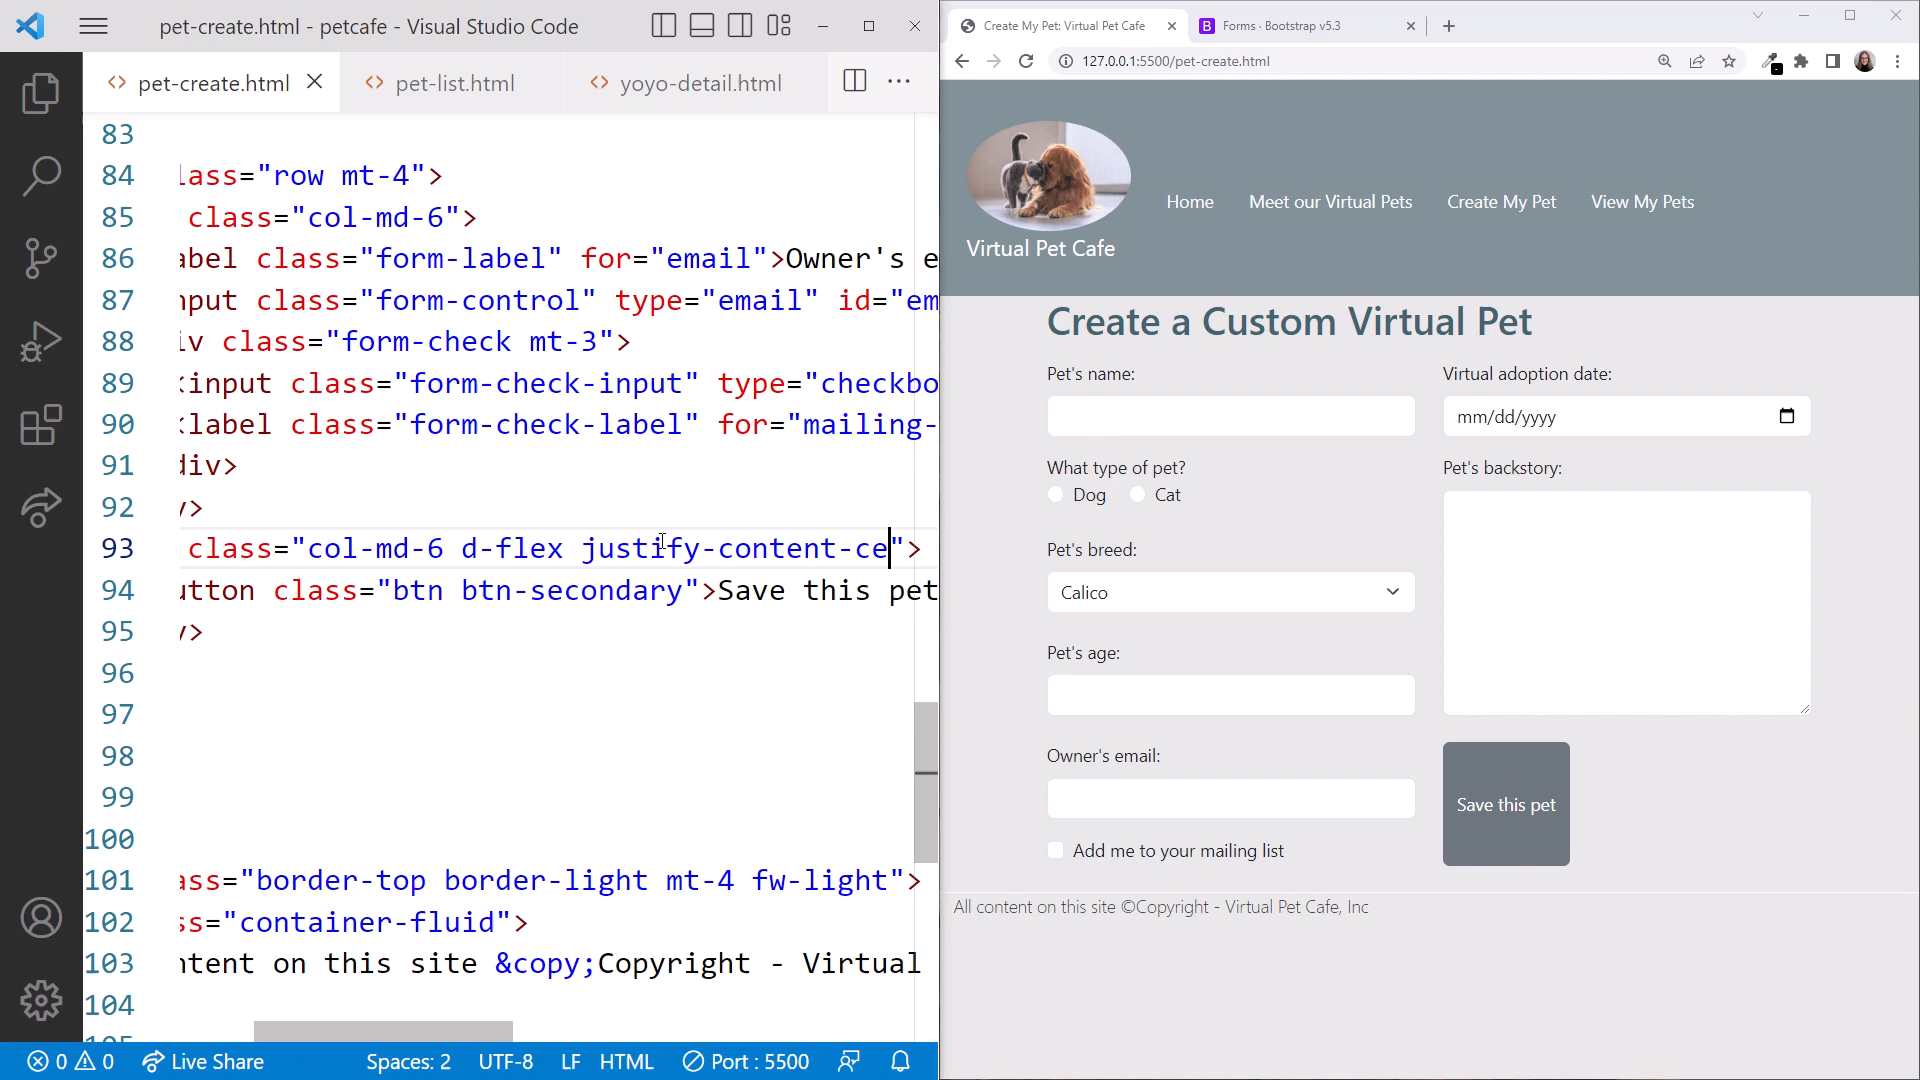 pet-create.html - petcafe - Visual Studio Code
pet-create.html
pet-list.html
yoyo-detail.html
83
84 lass="row mt-4">
85 class="col-md-6">
86 abel class="form-label" for="email">Owner's e
87 nput class="form-control" type="email" id="em
88 iv class="form-check mt-3">
89 <input class="form-check-input" type="checkbo
90 <label class="form-check-label" for="mailing-
91 div>
92 v>
93 class="col-md-6 d-flex justify-content-ce">
94 utton class="btn btn-secondary">Save this pet
95 v>
96
97
98
99
100
101 ass="border-top border-light mt-4 fw-light">
102 ss="container-fluid">
103 ntent on this site &copy;Copyright - Virtual
104
105
0 0 Live Share Spaces: 2 UTF-8 LF HTML Port : 5500
Create My Pet: Virtual Pet Cafe
Forms · Bootstrap v5.3
127.0.0.1:5500/pet-create.html
Home Meet our Virtual Pets Create My Pet View My Pets
Virtual Pet Cafe
Create a Custom Virtual Pet
Pet's name:
Virtual adoption date:
mm/dd/yyyy
What type of pet?
Dog Cat
Pet's backstory:
Pet's breed:
Calico
Pet's age:
Owner's email:
Save this pet
Add me to your mailing list
All content on this site ©Copyright - Virtual Pet Cafe, Inc